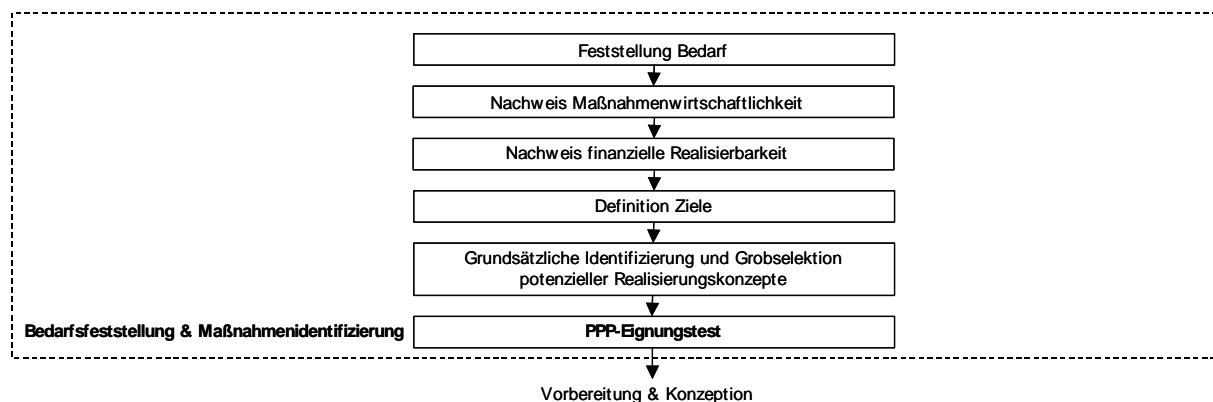 Feststellung Bedarf
Nachweis Maßnahmenwirtschaftlichkeit
Nachweis finanzielle Realisierbarkeit
Definition Ziele
Grundsätzliche Identifizierung und Grobselektion
potenzieller Realisierungskonzepte
Bedarfsfeststellung & Maßnahmenidentifizierung
PPP-Eignungstest
Vorbereitung & Konzeption